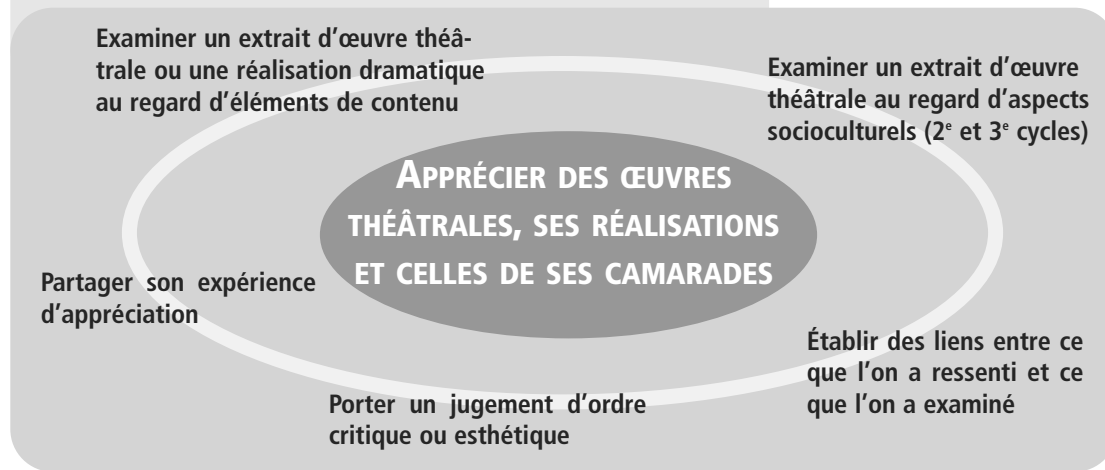 Examiner un extrait d'œuvre théâ-
trale ou une réalisation dramatique
au regard d'éléments de contenu
Examiner un extrait d'œuvre
théâtrale au regard d'aspects
socioculturels (2e et 3e cycles)
APPRÉCIER DES ŒUVRES
THÉÂTRALES, SES RÉALISATIONS
ET CELLES DE SES CAMARADES
Partager son expérience
d'appréciation
Établir des liens entre ce
que l'on a ressenti et ce
que l'on a examiné
Porter un jugement d'ordre
critique ou esthétique